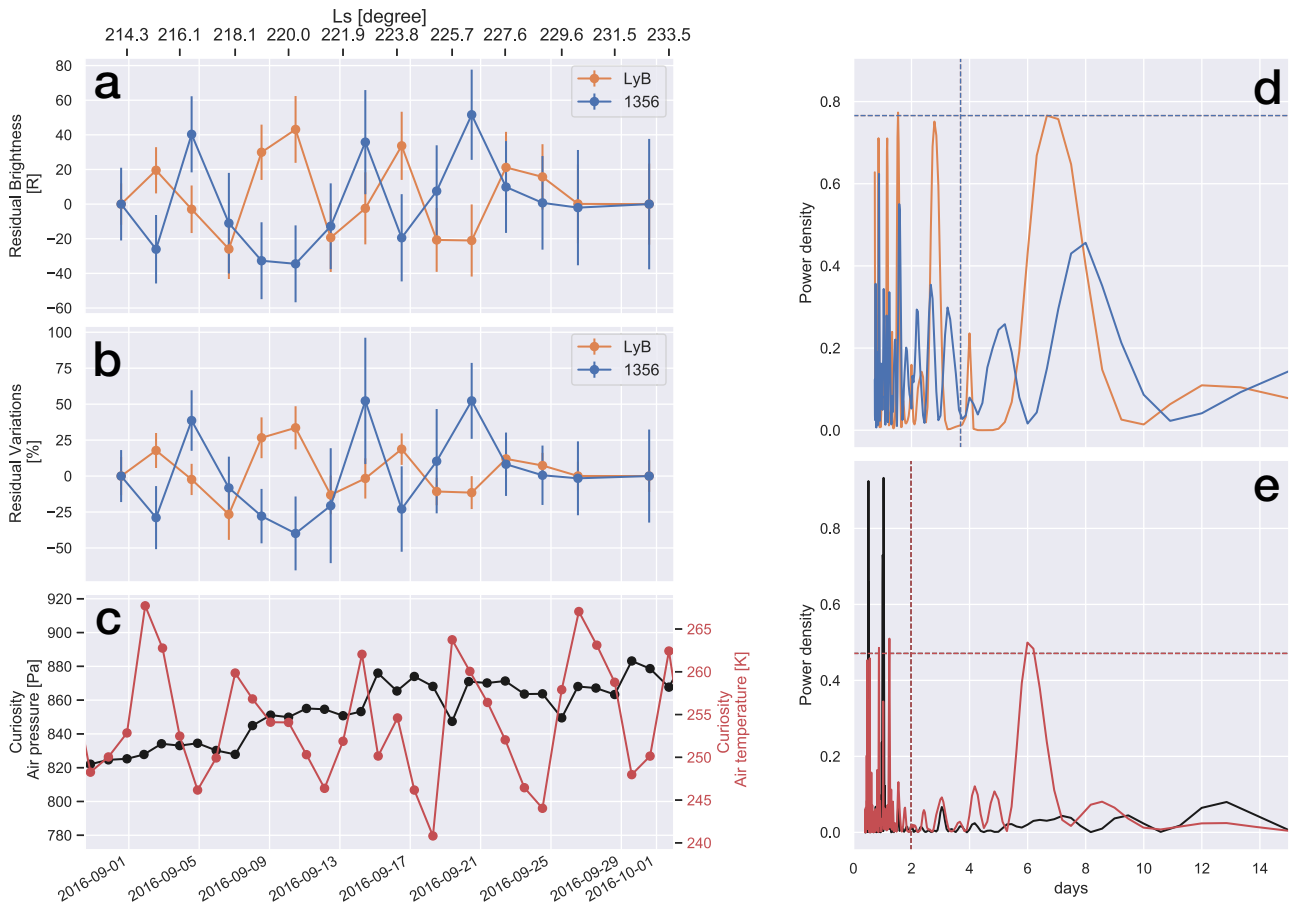 Ls [degree]
214.3 216.1 218.1 220.0 221.9 223.8 225.7 227.6 229.6 231.5 233.5
a
LyB
1356
80
60
40
20
0
−20
−40
−60
Residual Brightness
[R]
b
LyB
1356
100
75
50
25
0
−25
−50
Residual Variations
[%]
c
920
900
880
860
840
820
800
780
Curiosity
Air pressure [Pa]
265
260
255
250
245
240
Curiosity
Air temperature [K]
2016-09-01 2016-09-05 2016-09-09 2016-09-13 2016-09-17 2016-09-21 2016-09-25 2016-09-29 2016-10-01
d
0.8
0.6
0.4
0.2
0.0
Power density
e
0.8
0.6
0.4
0.2
0.0
Power density
0 2 4 6 8 10 12 14
days